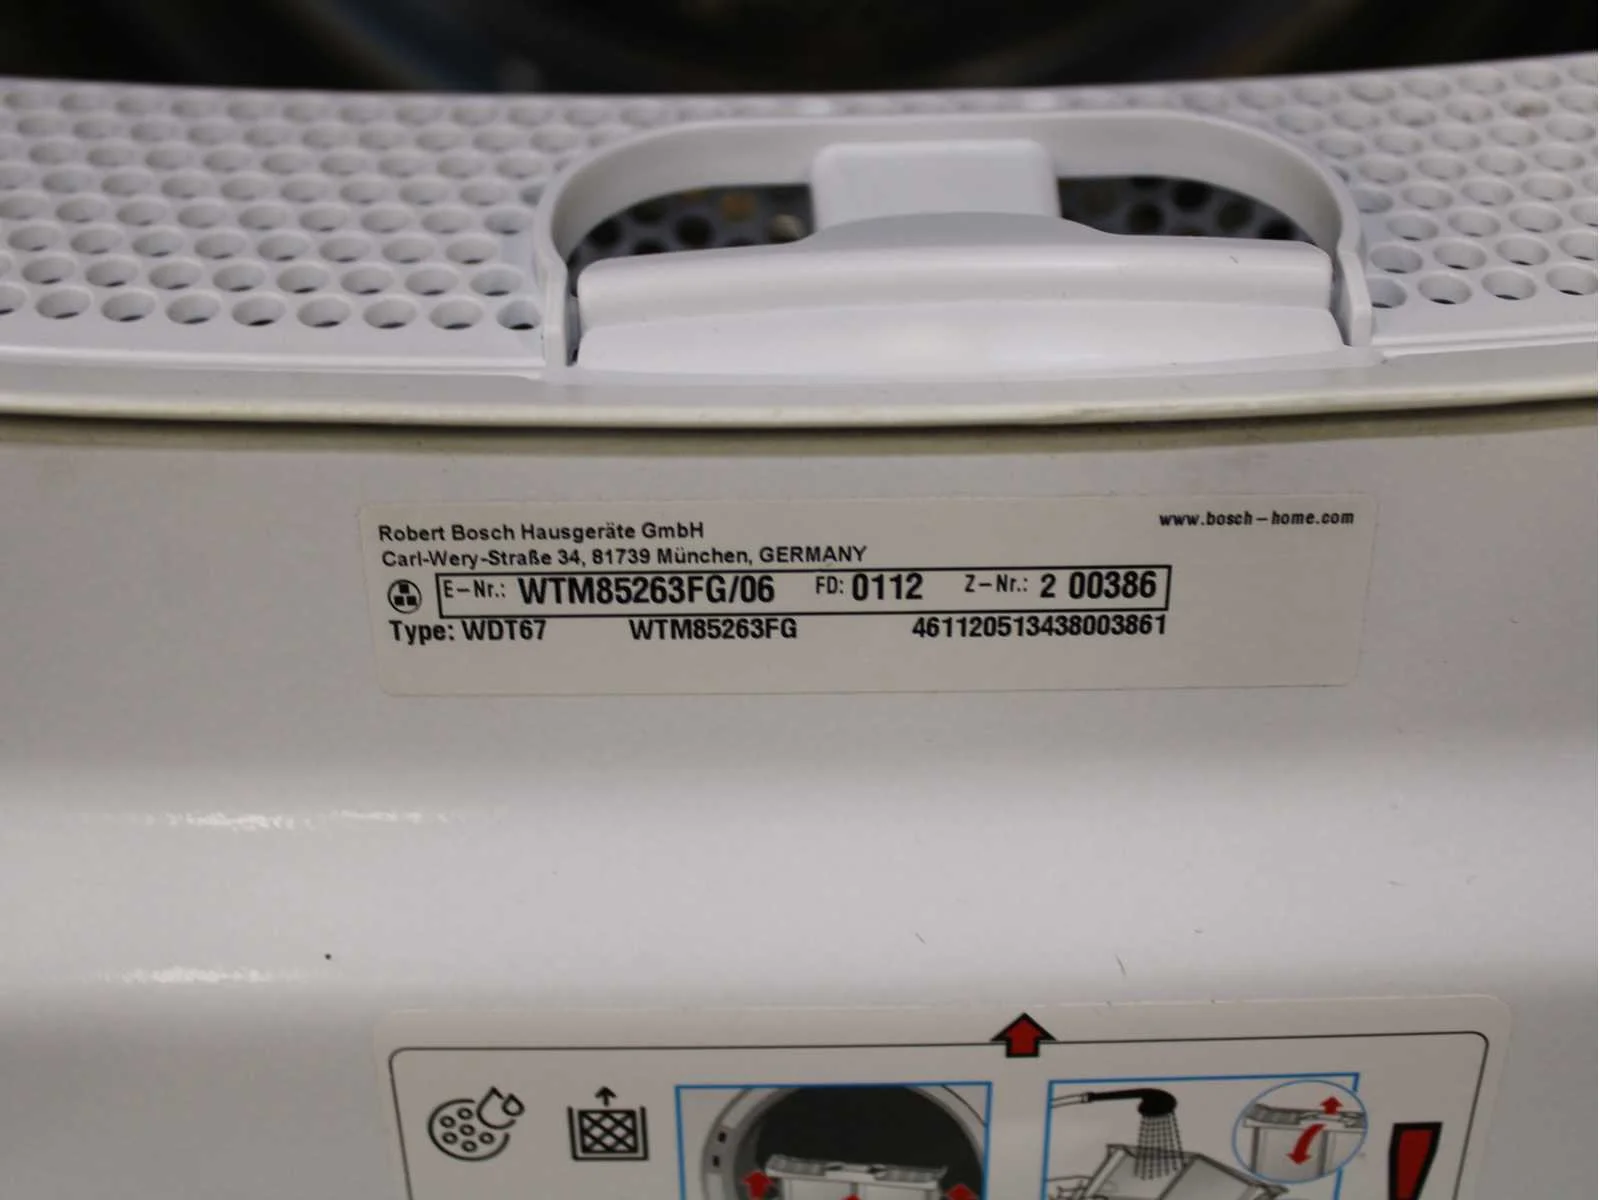 Robert Bosch Hausgeräte GmbH
www.bosch-home.com
Carl-Wery-Straße 34, 81739 München, GERMANY
E-Nr.: WTM85263FG/06 FD: 0112 Z-Nr.: 2 00386
Type: WDT67 WTM85263FG 461120513438003861